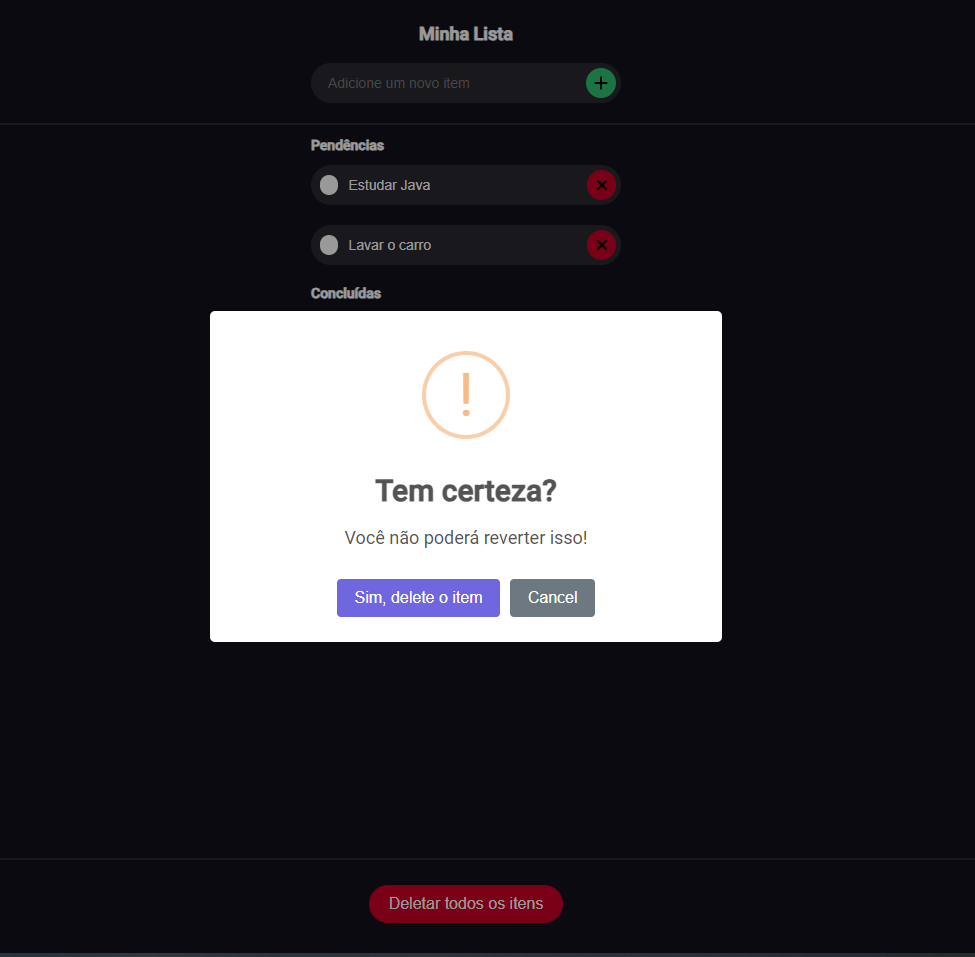 Minha Lista
Adicione um novo item
Pendências
Estudar Java
Lavar o carro
Concluídas
Tem certeza?
Você não poderá reverter isso!
Sim, delete o item
Cancel
Deletar todos os itens